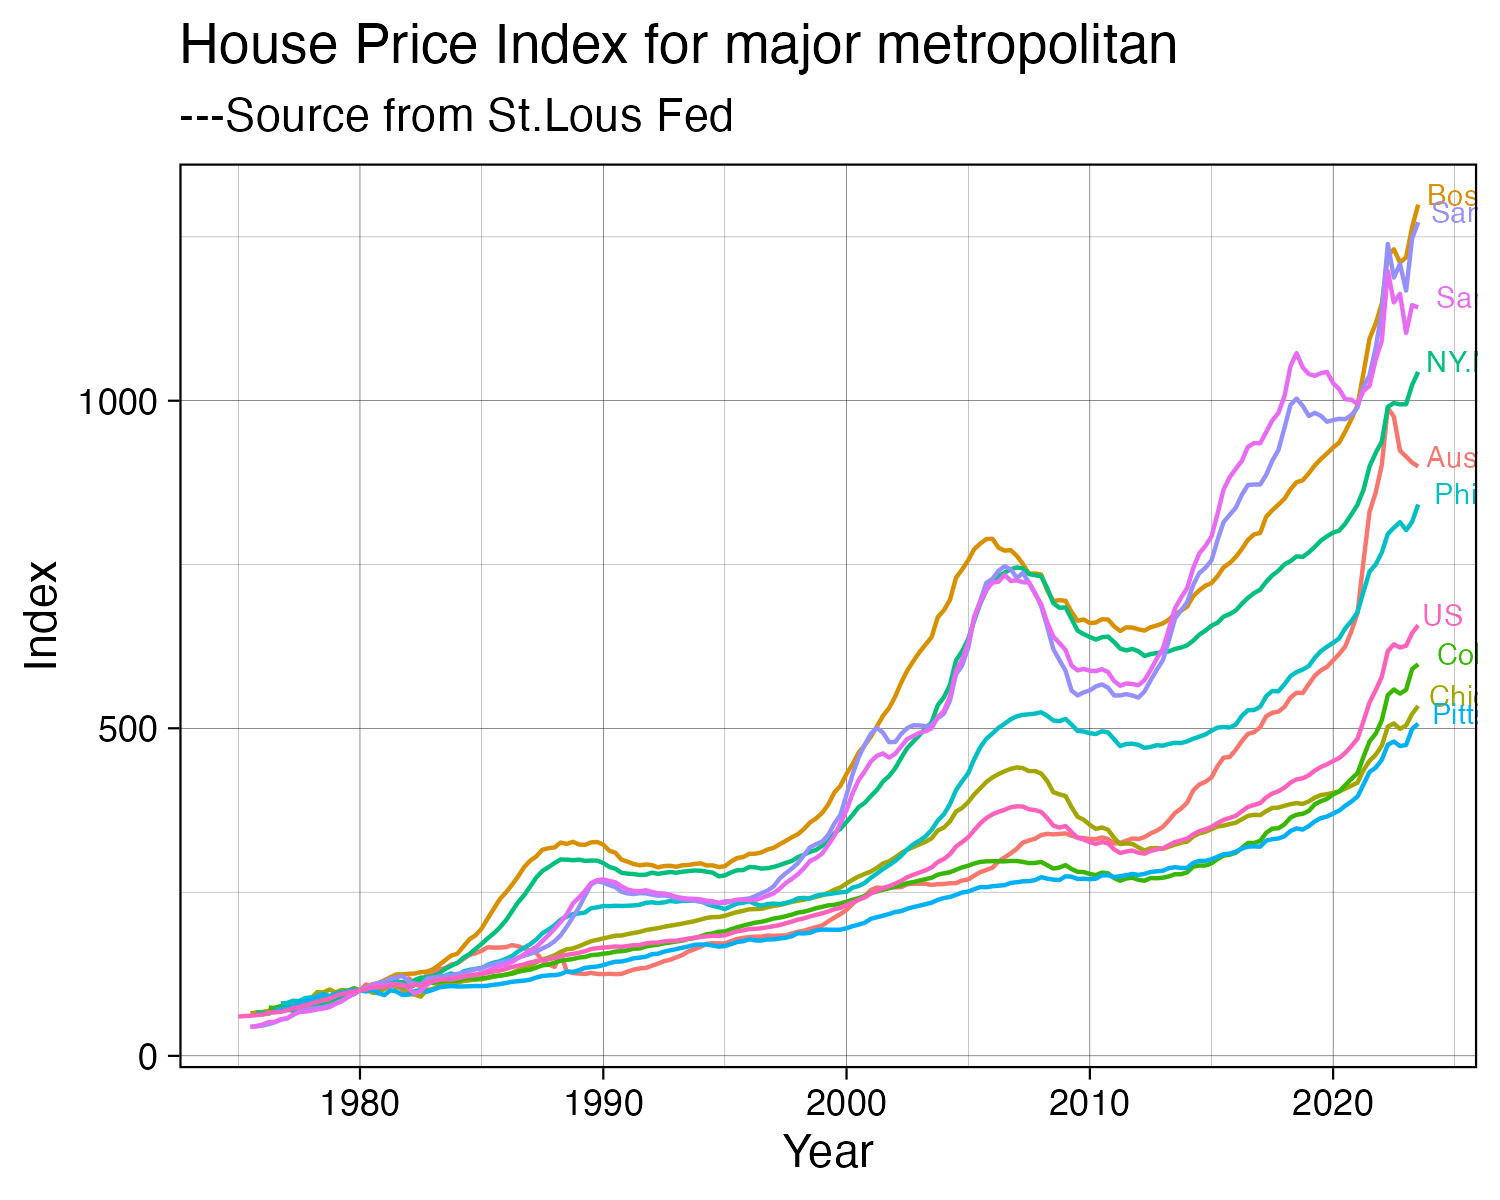 House Price Index for major metropolitan
---Source from St.Lous Fed
Bos
San
Sa
NY.
Aus
Phi
US
Co
Chi
Pitt
1000
500
0
Index
1980 1990 2000 2010 2020
Year